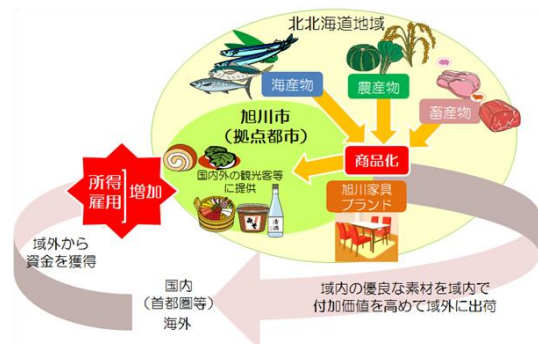 北北海道地域
海産物
農産物
畜産物
旭川市
（拠点都市）
商品化
国内外の観光客等
に提供
旭川家具
ブランド
所得
雇用
増加
域外から
資金を獲得
国内
（首都圏等）
海外
域内の優良な素材を域内で
付加価値を高めて域外に出荷
清酒